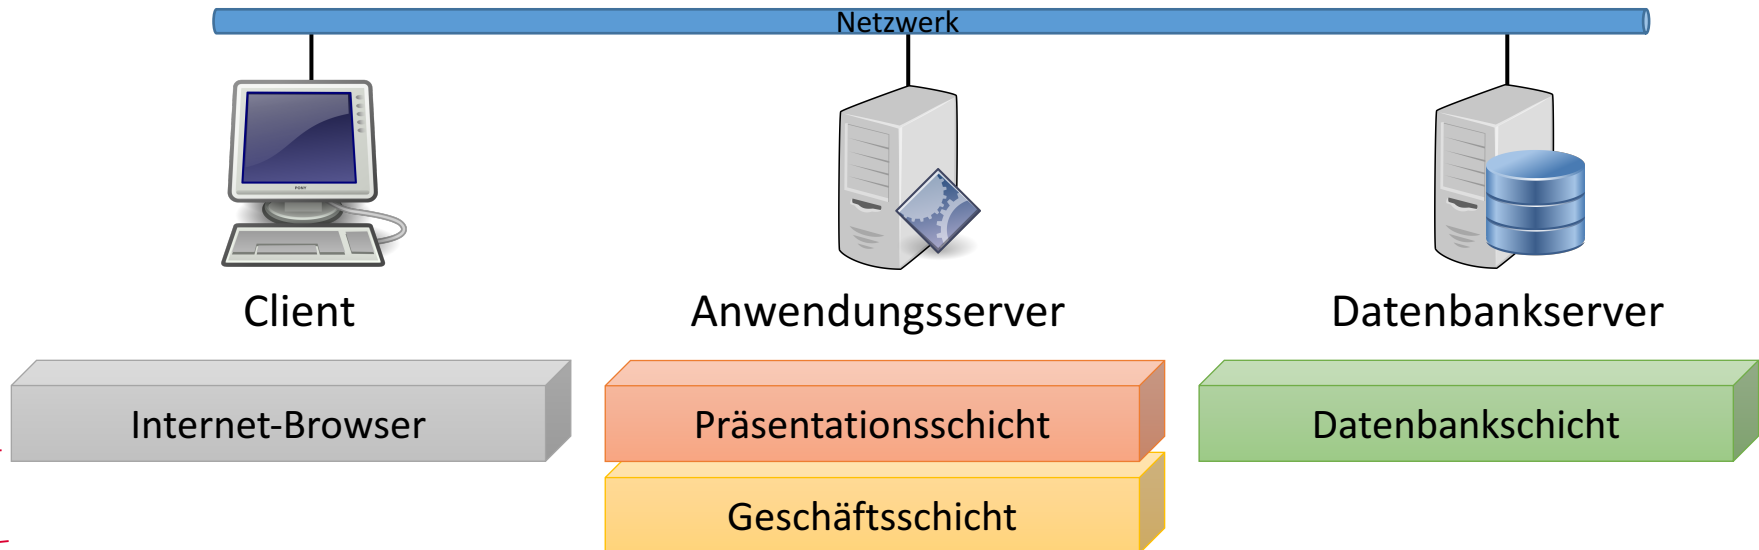 Netzwerk
Client
Anwendungsserver
Datenbankserver
Internet-Browser
Präsentationsschicht
Datenbankschicht
Geschäftsschicht